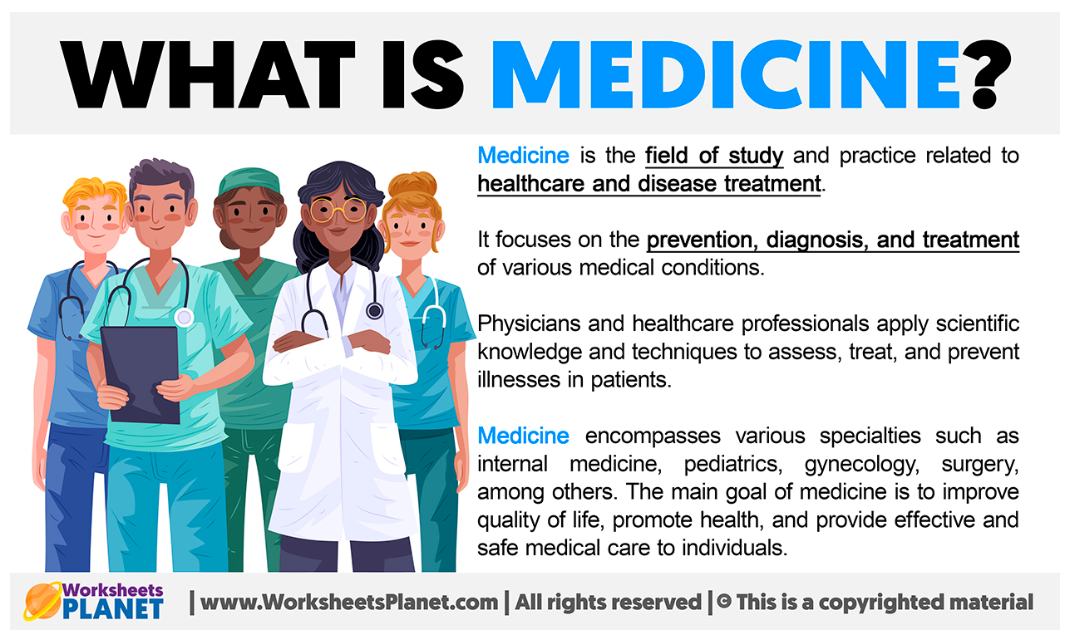 WHAT IS MEDICINE?
Medicine is the field of study and practice related to
healthcare and disease treatment.
It focuses on the prevention, diagnosis, and treatment
of various medical conditions.
Physicians and healthcare professionals apply scientific
knowledge and techniques to assess, treat, and prevent
illnesses in patients.
Medicine encompasses various specialties such as
internal medicine, pediatrics, gynecology, surgery,
among others. The main goal of medicine is to improve
quality of life, promote health, and provide effective and
safe medical care to individuals.
Worksheets
PLANET
| www.WorksheetsPlanet.com | All rights reserved | © This is a copyrighted material